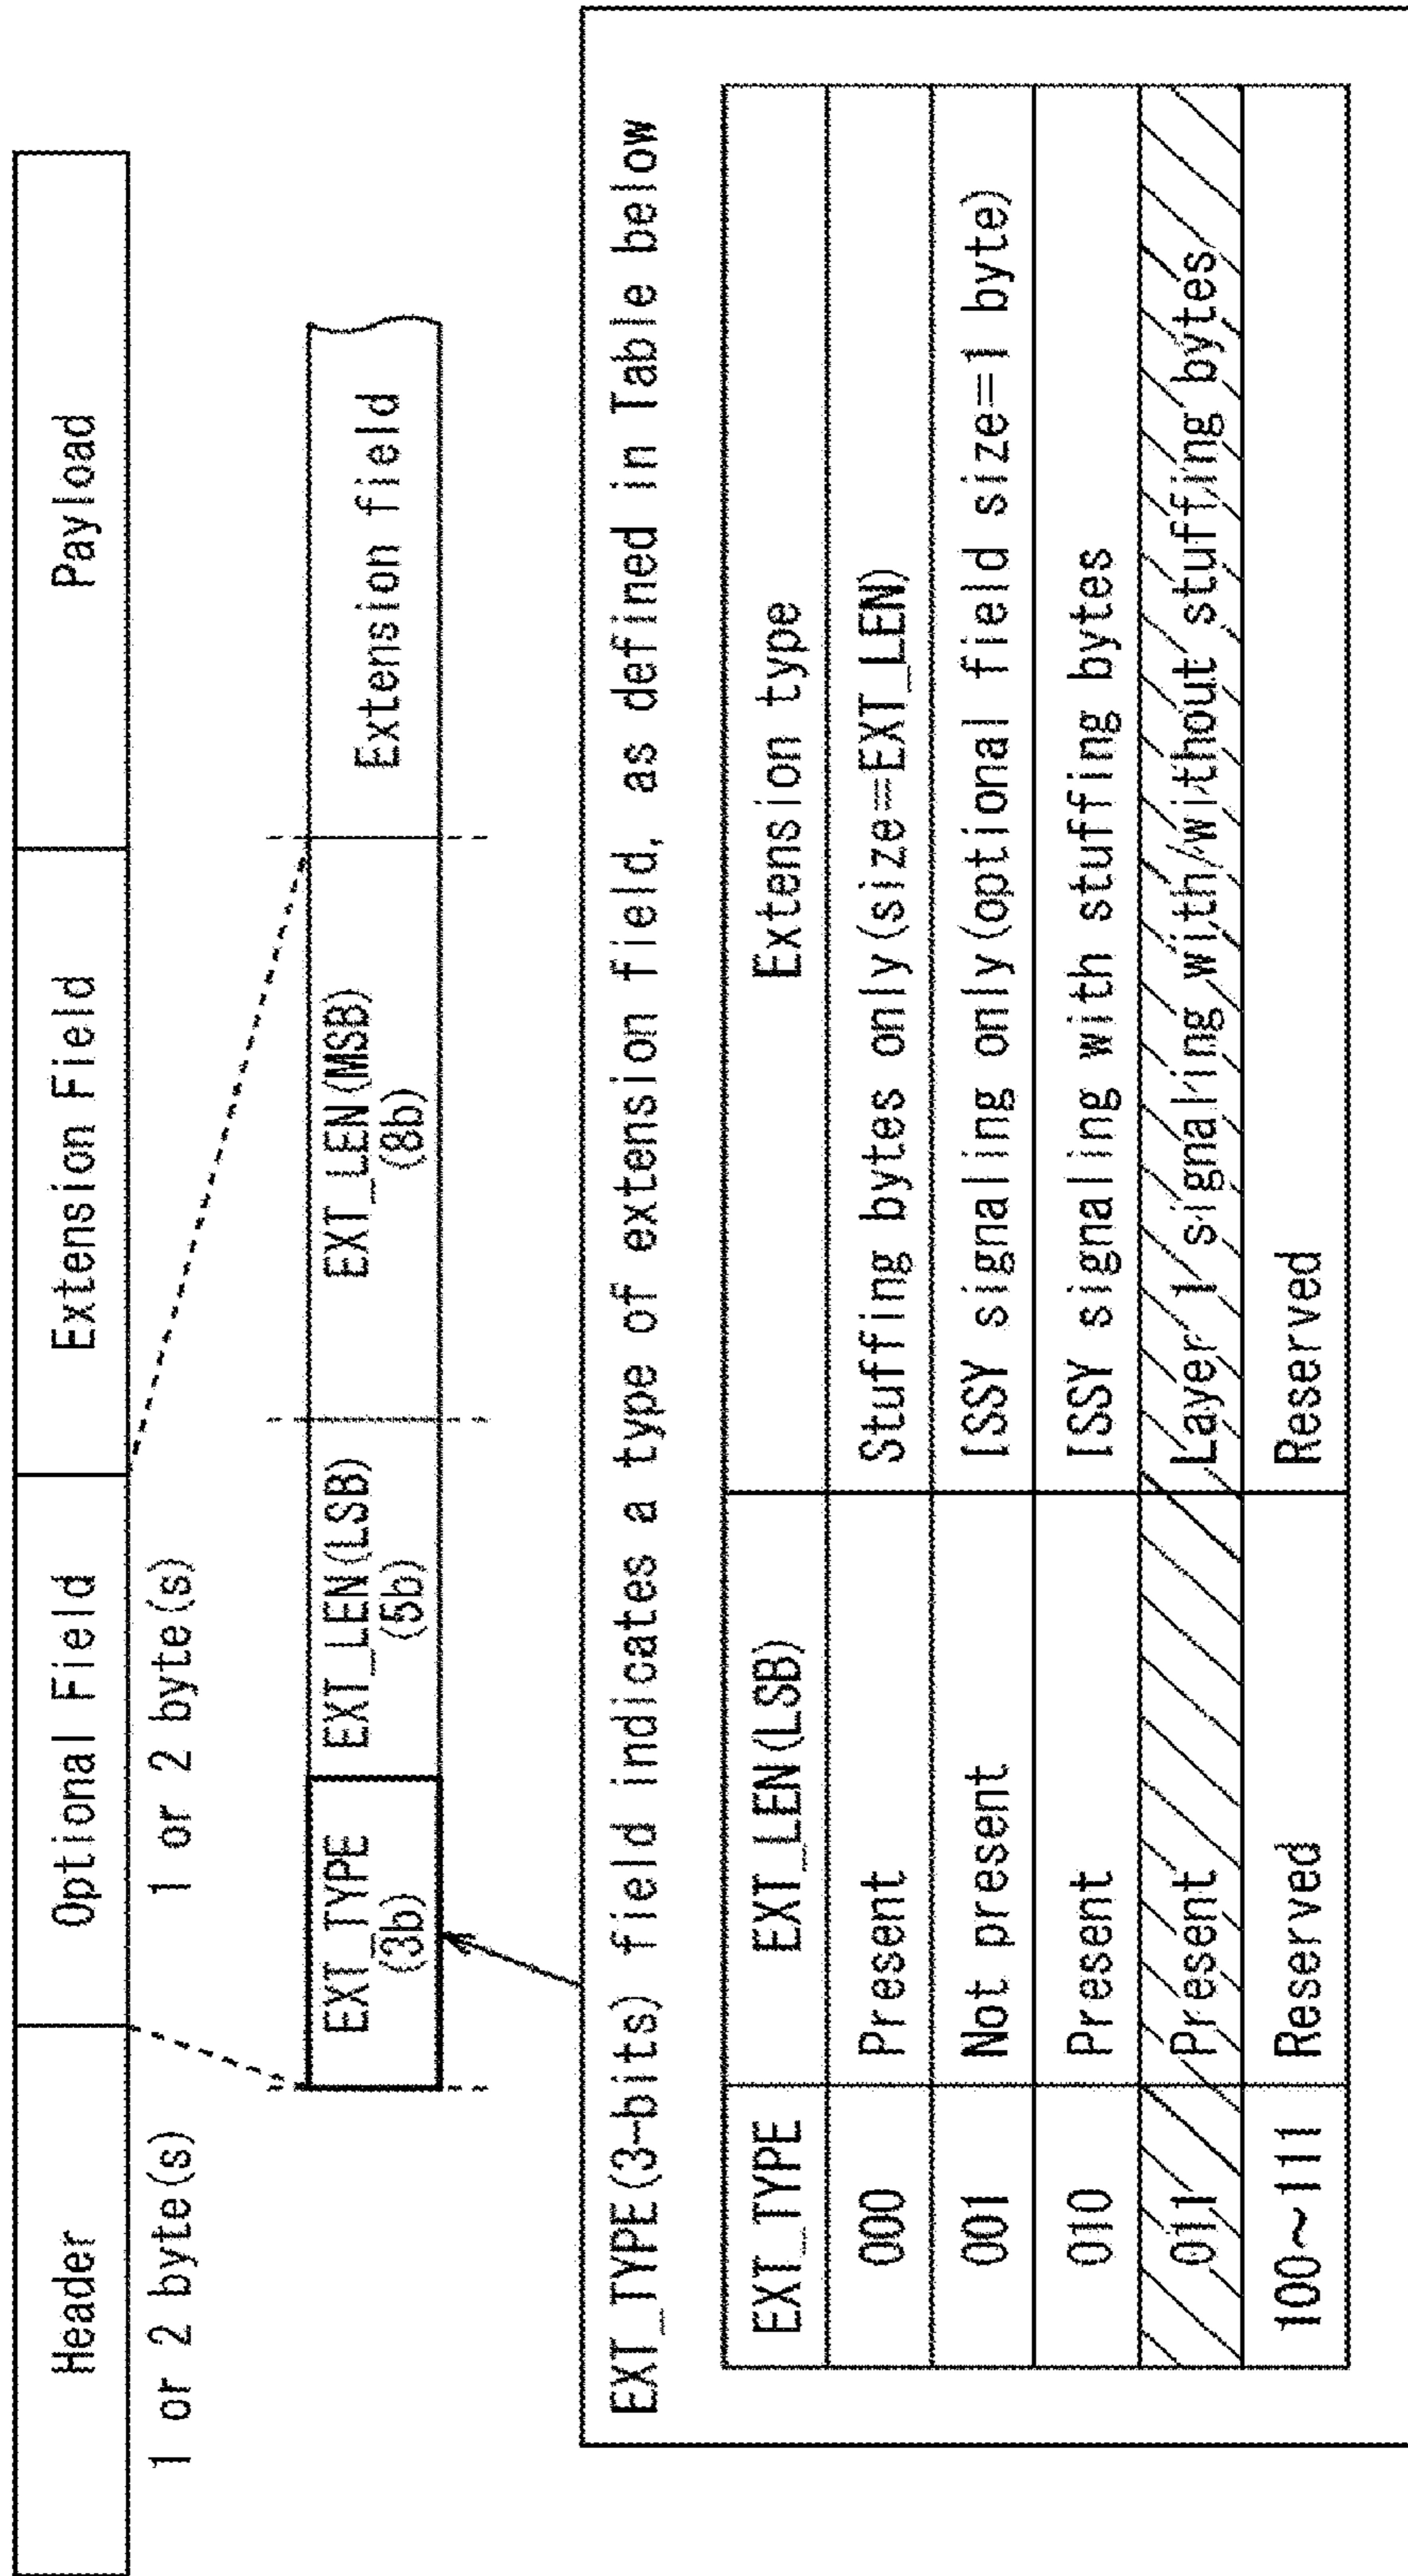 Header Optional Field Extension Field Payload
1 or 2 byte(s) 1 or 2 byte(s)
EXT_TYPE EXT_LEN(LSB) EXT_LEN(MSB) Extension field
(3b) (5b) (8b)
EXT_TYPE(3-bits) field indicates a type of extension field, as defined in Table below
EXT_TYPE EXT_LEN(LSB) Extension type
000 Present Stuffing bytes only(size=EXT_LEN)
001 Not present ISSY signaling only(optional field size=1 byte)
010 Present ISSY signaling with stuffing bytes
011 Present Layer 1 signaling with/without stuffing bytes
100~111 Reserved Reserved